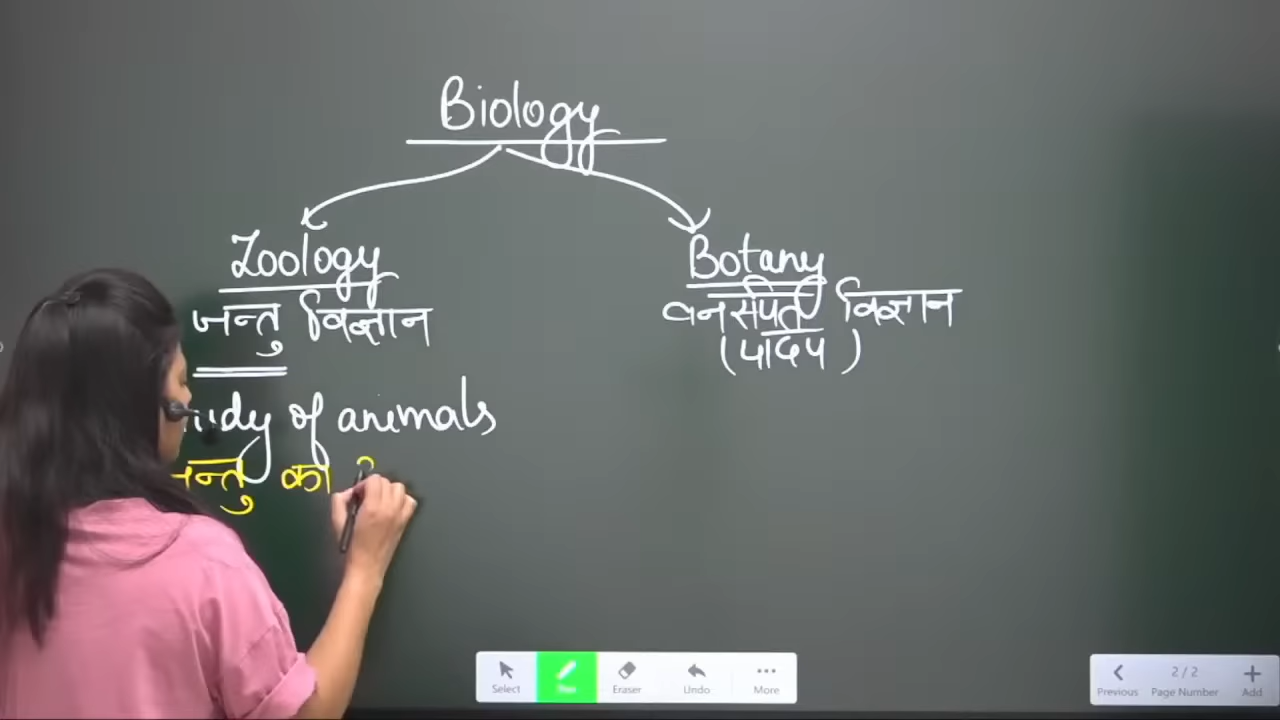 Biology
Zoology
जन्तु विज्ञान
Botany
वनस्पति विज्ञान
(पादप)
of animals
का
Select
Eraser
Undo
More
Previous
2/2
Page Number
Add